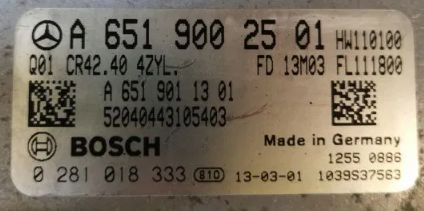 A 651 900 25 01 HW110100
Q01 CR42.40 4ZYL. FD 13M03 FL111800
A 651 901 13 01
52040443105403
BOSCH Made in Germany
1255 0886
0 281 018 333 810 13-03-01 1039S37563